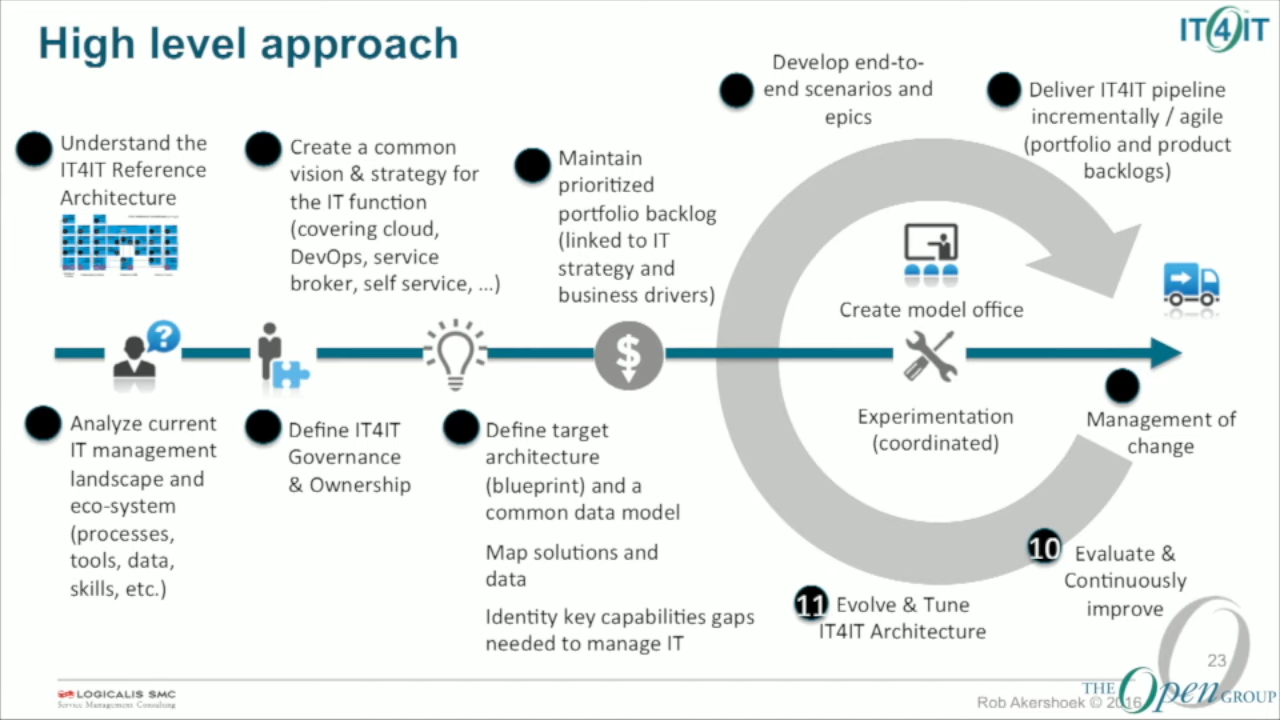 High level approach
IT4IT
Understand the
IT4IT Reference
Architecture
Create a common
vision & strategy for
the IT function
(covering cloud,
DevOps, service
broker, self service, ...)
Maintain
prioritized
portfolio backlog
(linked to IT
strategy and
business drivers)
Develop end-to-
end scenarios and
epics
Deliver IT4IT pipeline
incrementally / agile
(portfolio and product
backlogs)
Create model office
?
$
Analyze current
IT management
landscape and
eco-system
(processes,
tools, data,
skills, etc.)
Define IT4IT
Governance
& Ownership
Define target
architecture
(blueprint) and a
common data model
Map solutions and
data
Identity key capabilities gaps
needed to manage IT
Experimentation
(coordinated)
Management of
change
10 Evaluate &
Continuously
improve
11 Evolve & Tune
IT4IT Architecture
23
LOGICALIS SMC
Service Management Consulting
Rob Akershoek © 2016
THE Open GROUP